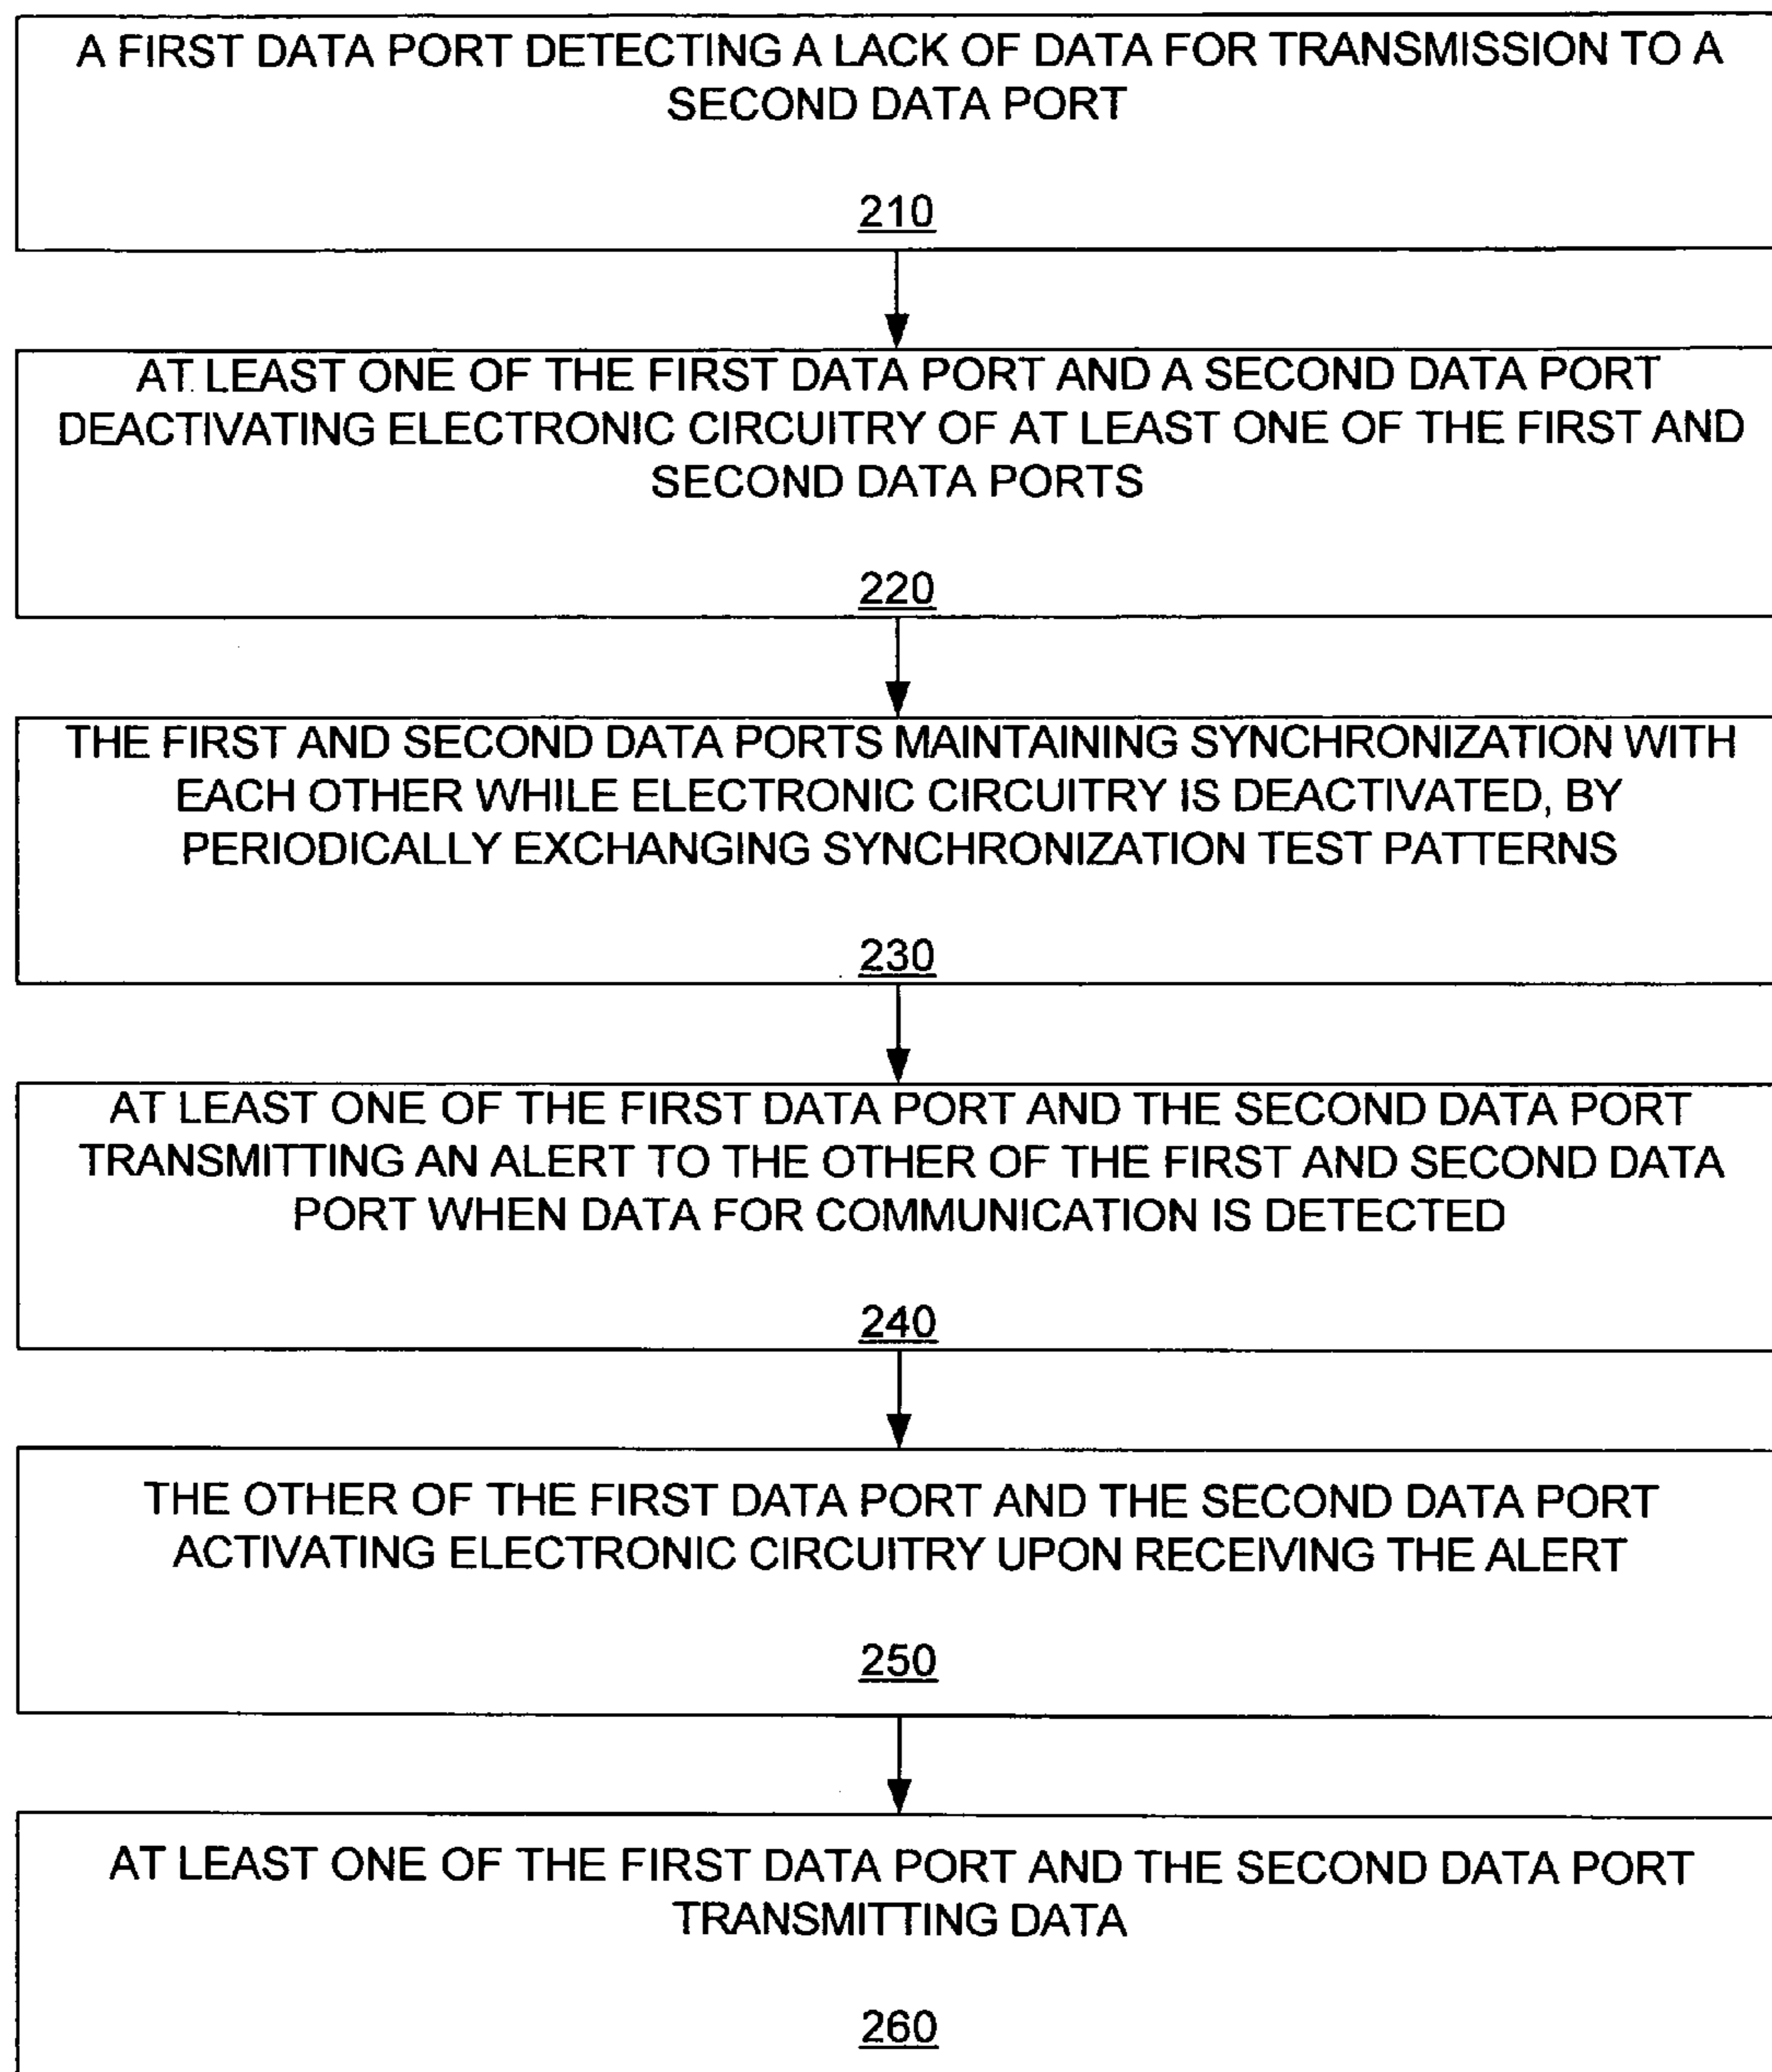 A FIRST DATA PORT DETECTING A LACK OF DATA FOR TRANSMISSION TO A
SECOND DATA PORT
210
AT LEAST ONE OF THE FIRST DATA PORT AND A SECOND DATA PORT
DEACTIVATING ELECTRONIC CIRCUITRY OF AT LEAST ONE OF THE FIRST AND
SECOND DATA PORTS
220
THE FIRST AND SECOND DATA PORTS MAINTAINING SYNCHRONIZATION WITH
EACH OTHER WHILE ELECTRONIC CIRCUITRY IS DEACTIVATED, BY
PERIODICALLY EXCHANGING SYNCHRONIZATION TEST PATTERNS
230
AT LEAST ONE OF THE FIRST DATA PORT AND THE SECOND DATA PORT
TRANSMITTING AN ALERT TO THE OTHER OF THE FIRST AND SECOND DATA
PORT WHEN DATA FOR COMMUNICATION IS DETECTED
240
THE OTHER OF THE FIRST DATA PORT AND THE SECOND DATA PORT
ACTIVATING ELECTRONIC CIRCUITRY UPON RECEIVING THE ALERT
250
AT LEAST ONE OF THE FIRST DATA PORT AND THE SECOND DATA PORT
TRANSMITTING DATA
260